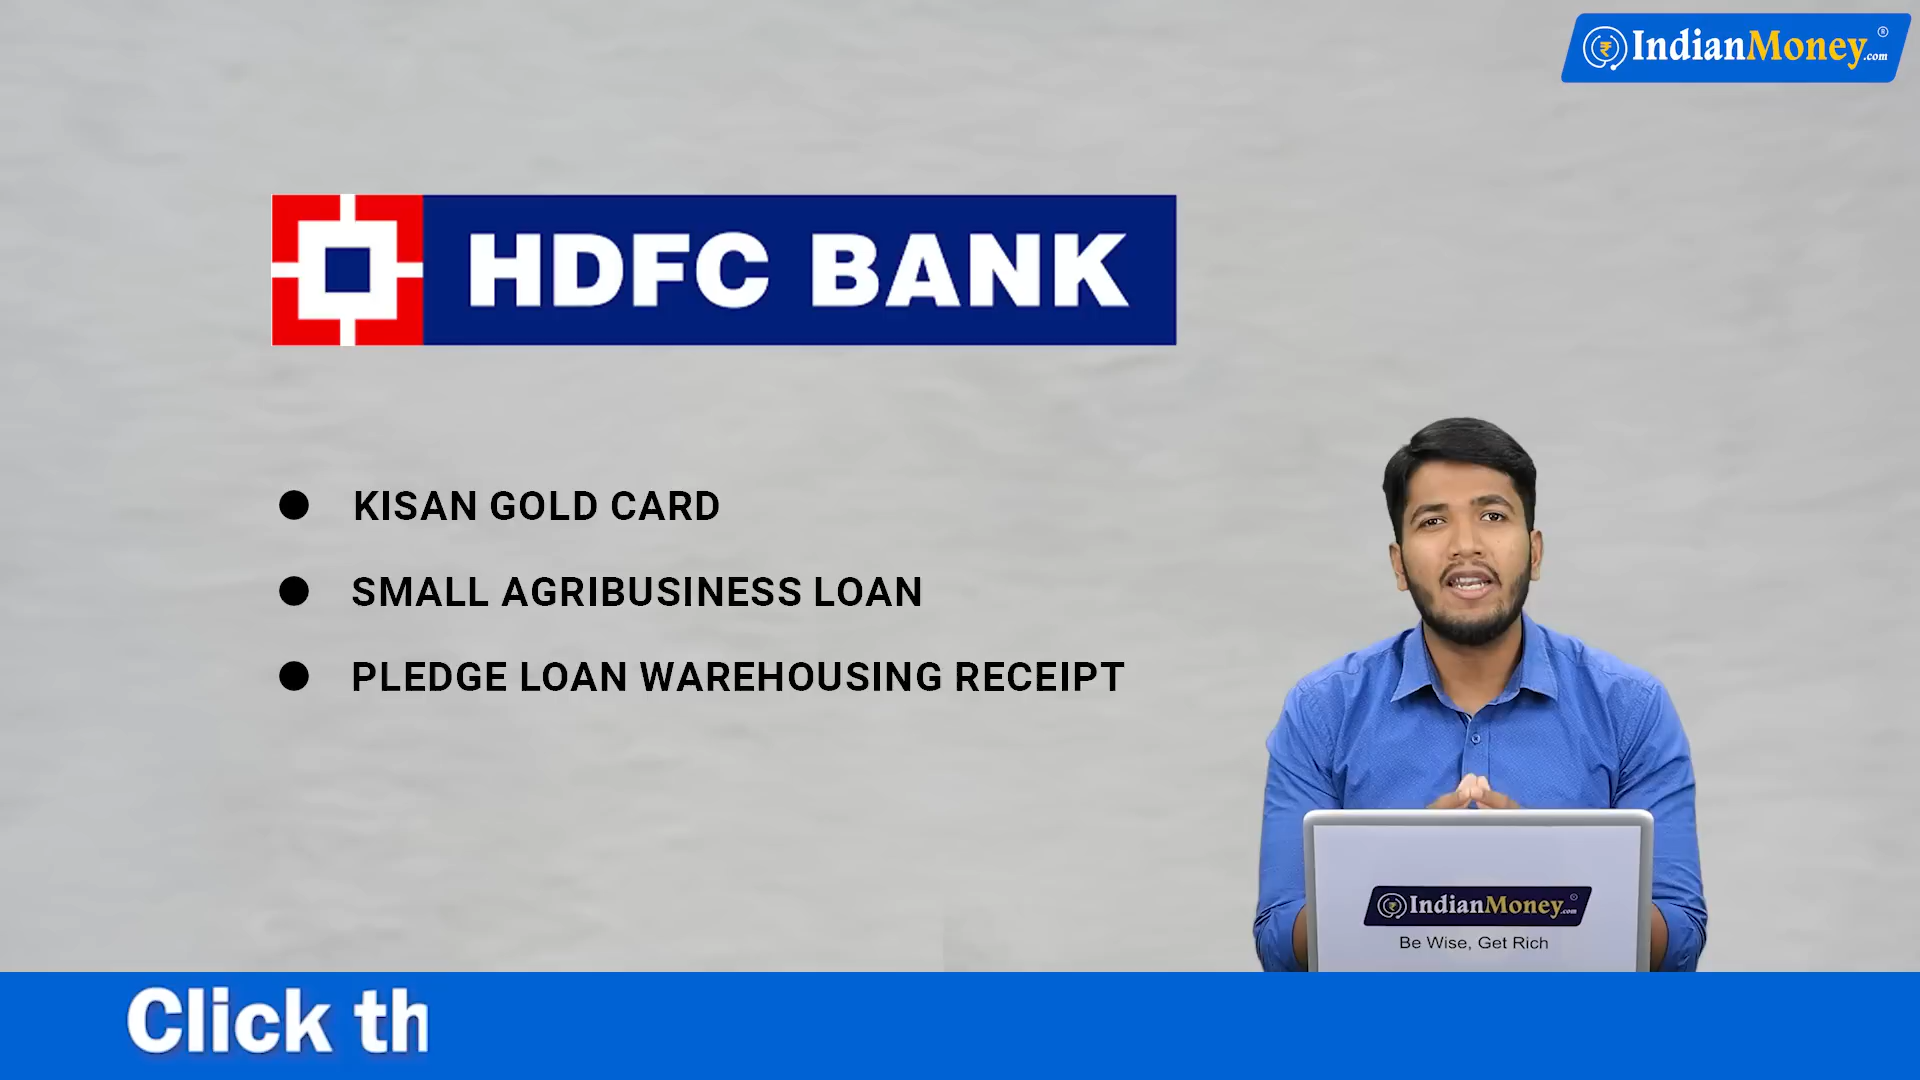 IndianMoney.com
HDFC BANK
KISAN GOLD CARD
SMALL AGRIBUSINESS LOAN
PLEDGE LOAN WAREHOUSING RECEIPT
IndianMoney.com
Be Wise, Get Rich
Click th